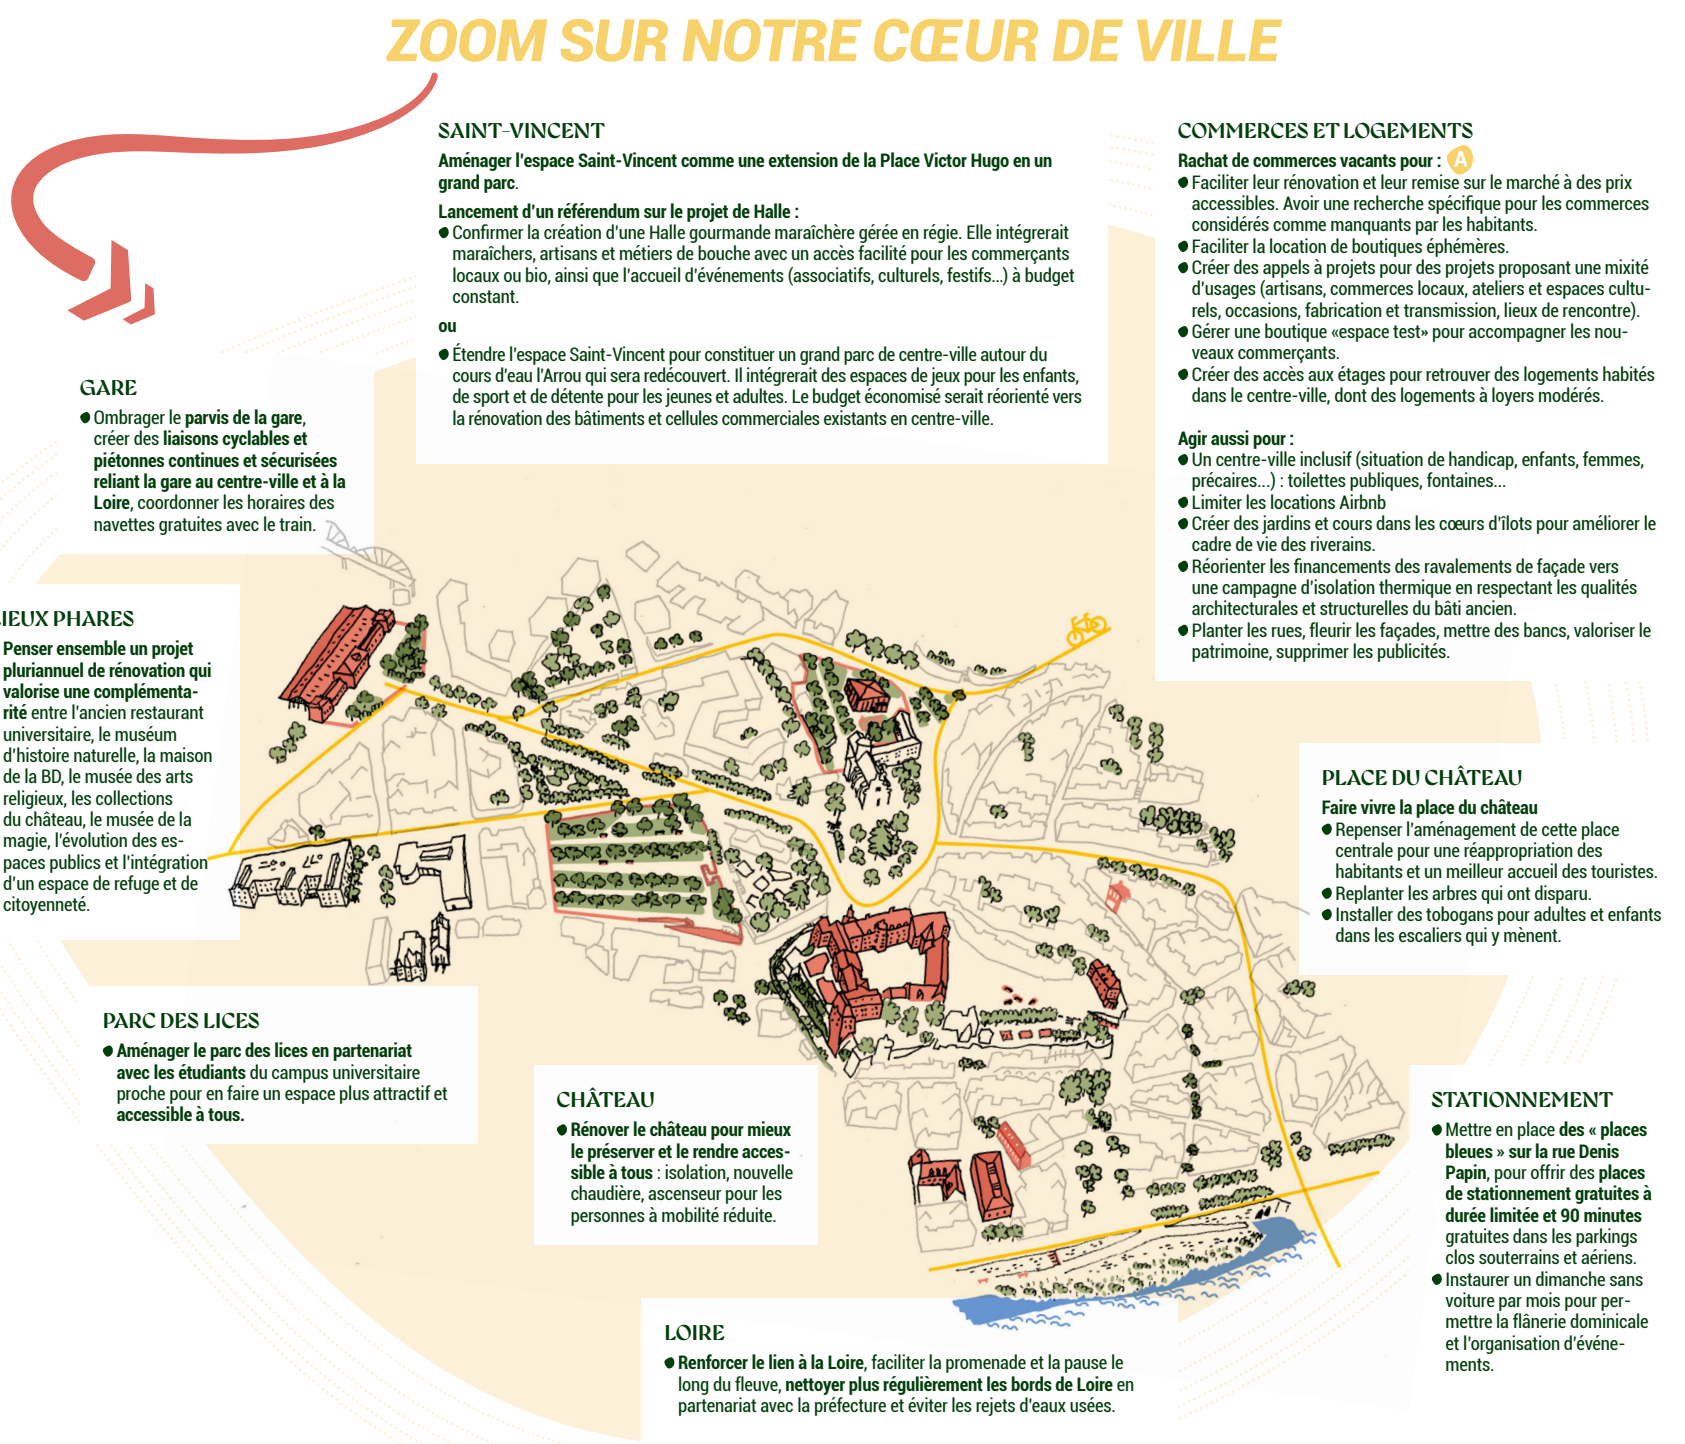 ZOOM SUR NOTRE CŒUR DE VILLE
SAINT-VINCENT
Aménager l'espace Saint-Vincent comme une extension de la Place Victor Hugo en un
grand parc.
Lancement d'un référendum sur le projet de Halle :
Confirmer la création d'une Halle gourmande maraîchère gérée en régie. Elle intégrerait
maraîchers, artisans et métiers de bouche avec un accès facilité pour les commerçants
locaux ou bio, ainsi que l'accueil d'événements (associatifs, culturels, festifs...) à budget
constant.
ou
Étendre l'espace Saint-Vincent pour constituer un grand parc de centre-ville autour du
cours d'eau l'Arrou qui sera redécouvert. Il intégrerait des espaces de jeux pour les enfants,
de sport et de détente pour les jeunes et adultes. Le budget économisé serait réorienté vers
la rénovation des bâtiments et cellules commerciales existants en centre-ville.
COMMERCES ET LOGEMENTS
Rachat de commerces vacants pour : A
Faciliter leur rénovation et leur remise sur le marché à des prix
accessibles. Avoir une recherche spécifique pour les commerces
considérés comme manquants par les habitants.
Faciliter la location de boutiques éphémères.
Créer des appels à projets pour des projets proposant une mixité
d'usages (artisans, commerces locaux, ateliers et espaces cultu-
rels, occasions, fabrication et transmission, lieux de rencontre).
Gérer une boutique «espace test» pour accompagner les nou-
veaux commerçants.
Créer des accès aux étages pour retrouver des logements habités
dans le centre-ville, dont des logements à loyers modérés.
Agir aussi pour :
Un centre-ville inclusif (situation de handicap, enfants, femmes,
précaires...) : toilettes publiques, fontaines...
Limiter les locations Airbnb
Créer des jardins et cours dans les cœurs d'îlots pour améliorer le
cadre de vie des riverains.
Réorienter les financements des ravalements de façade vers
une campagne d'isolation thermique en respectant les qualités
architecturales et structurelles du bâti ancien.
Planter les rues, fleurir les façades, mettre des bancs, valoriser le
patrimoine, supprimer les publicités.
GARE
Ombrager le parvis de la gare,
créer des liaisons cyclables et
piétonnes continues et sécurisées
reliant la gare au centre-ville et à la
Loire, coordonner les horaires des
navettes gratuites avec le train.
IEUX PHARES
Penser ensemble un projet
pluriannuel de rénovation qui
valorise une complémenta-
rité entre l'ancien restaurant
universitaire, le muséum
d'histoire naturelle, la maison
de la BD, le musée des arts
religieux, les collections
du château, le musée de la
magie, l'évolution des es-
paces publics et l'intégration
d'un espace de refuge et de
citoyenneté.
PLACE DU CHÂTEAU
Faire vivre la place du château
Repenser l'aménagement de cette place
centrale pour une réappropriation des
habitants et un meilleur accueil des touristes.
Replanter les arbres qui ont disparu.
Installer des tobogans pour adultes et enfants
dans les escaliers qui y mènent.
PARC DES LICES
Aménager le parc des lices en partenariat
avec les étudiants du campus universitaire
proche pour en faire un espace plus attractif et
accessible à tous.
CHÂTEAU
Rénover le château pour mieux
le préserver et le rendre acces-
sible à tous : isolation, nouvelle
chaudière, ascenseur pour les
personnes à mobilité réduite.
STATIONNEMENT
Mettre en place des « places
bleues » sur la rue Denis
Papin, pour offrir des places
de stationnement gratuites à
durée limitée et 90 minutes
gratuites dans les parkings
clos souterrains et aériens.
Instaurer un dimanche sans
voiture par mois pour per-
mettre la flânerie dominicale
et l'organisation d'événe-
ments.
LOIRE
Renforcer le lien à la Loire, faciliter la promenade et la pause le
long du fleuve, nettoyer plus régulièrement les bords de Loire en
partenariat avec la préfecture et éviter les rejets d'eaux usées.